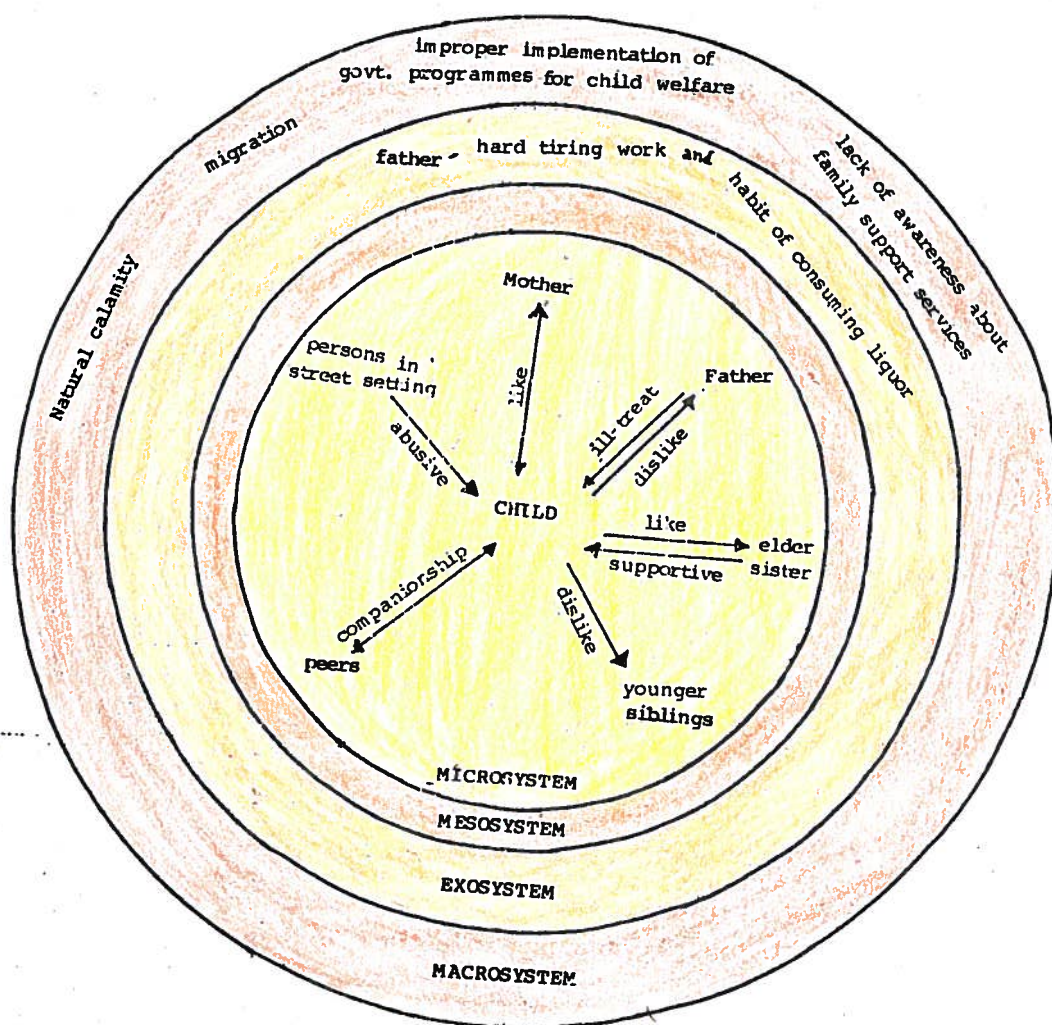 improper implementation of
govt. programmes for child welfare
migration
Natural calamity
lack of awareness about
family support services
father - hard tiring work and
habit of consuming liquor
Mother
persons in
street setting
like
Father
abusive
ill-treat
dislike
CHILD
like
elder
supportive
sister
companiorship
dislike
peers
younger
siblings
MICROSYSTEM
MESOSYSTEM
EXOSYSTEM
MACROSYSTEM